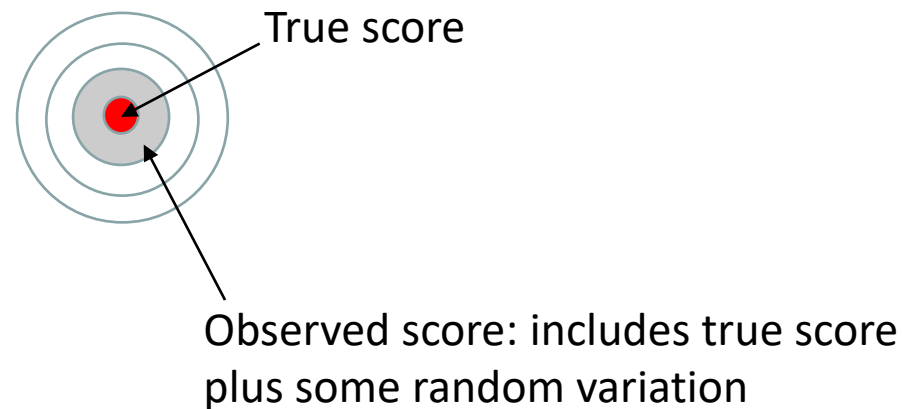 True score
Observed score: includes true score
plus some random variation